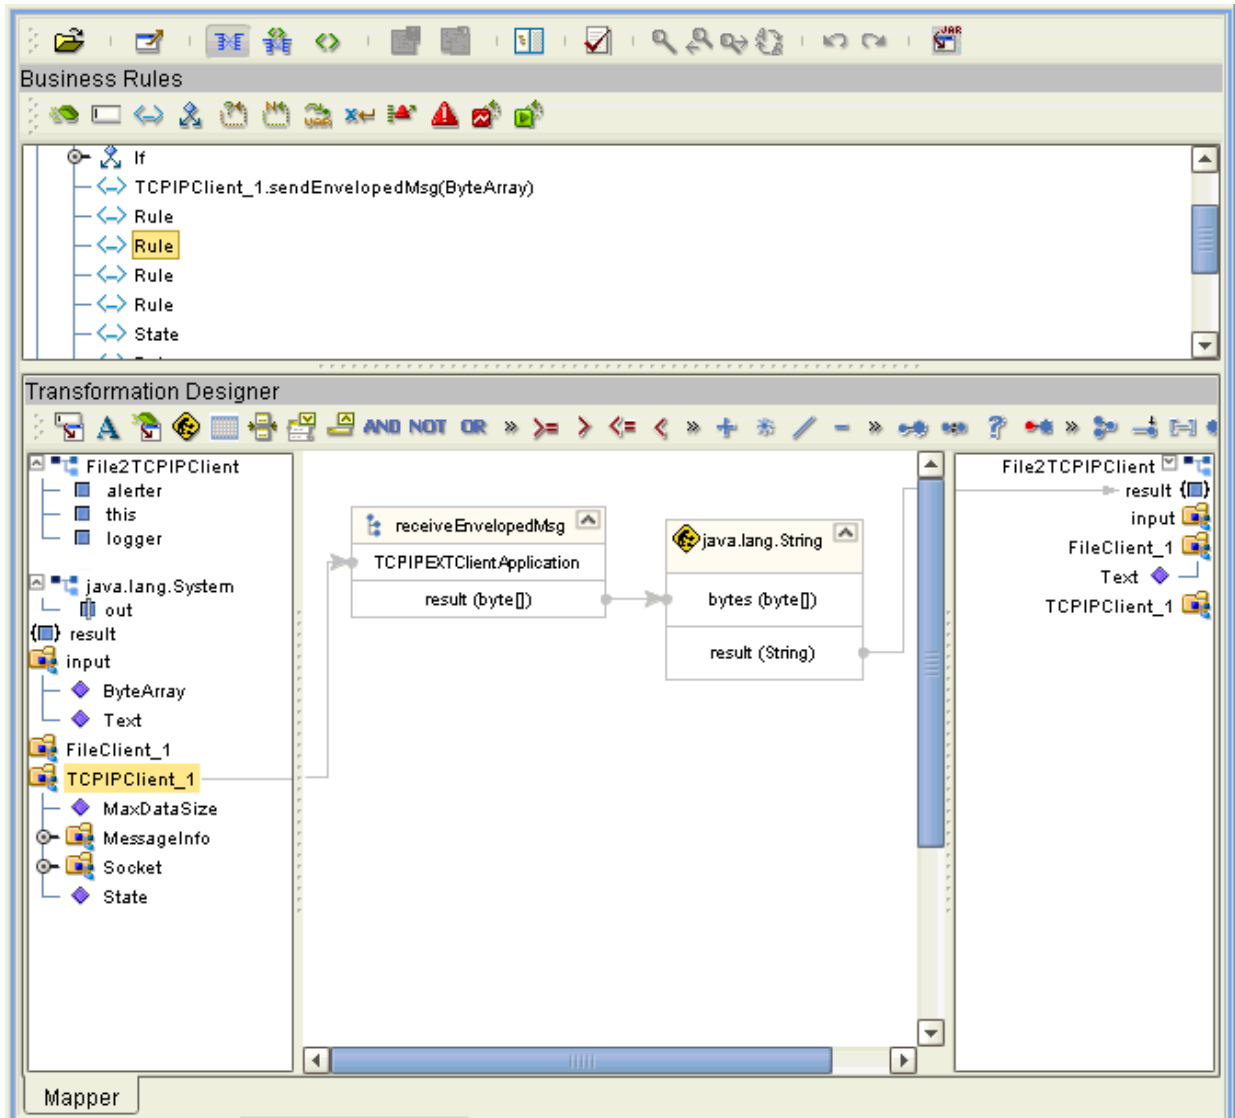 JAR
Business Rules
JAVA
If
TCPIPClient_1.sendEnvelopedMsg(ByteArray)
Rule
Rule
Rule
Rule
State
Transformation Designer
A AND NOT OR » >= > <= < » + * / - » ? »
File2TCPIPClient
alerter
this
logger
java.lang.System
out
{ } result
input
ByteArray
Text
FileClient_1
TCPIPClient_1
MaxDataSize
MessageInfo
Socket
State
receiveEnvelopedMsg
TCPIPEXTClientApplication
result (byte[])
java.lang.String
bytes (byte[])
result (String)
File2TCPIPClient
result { }
input
FileClient_1
Text
TCPIPClient_1
Mapper